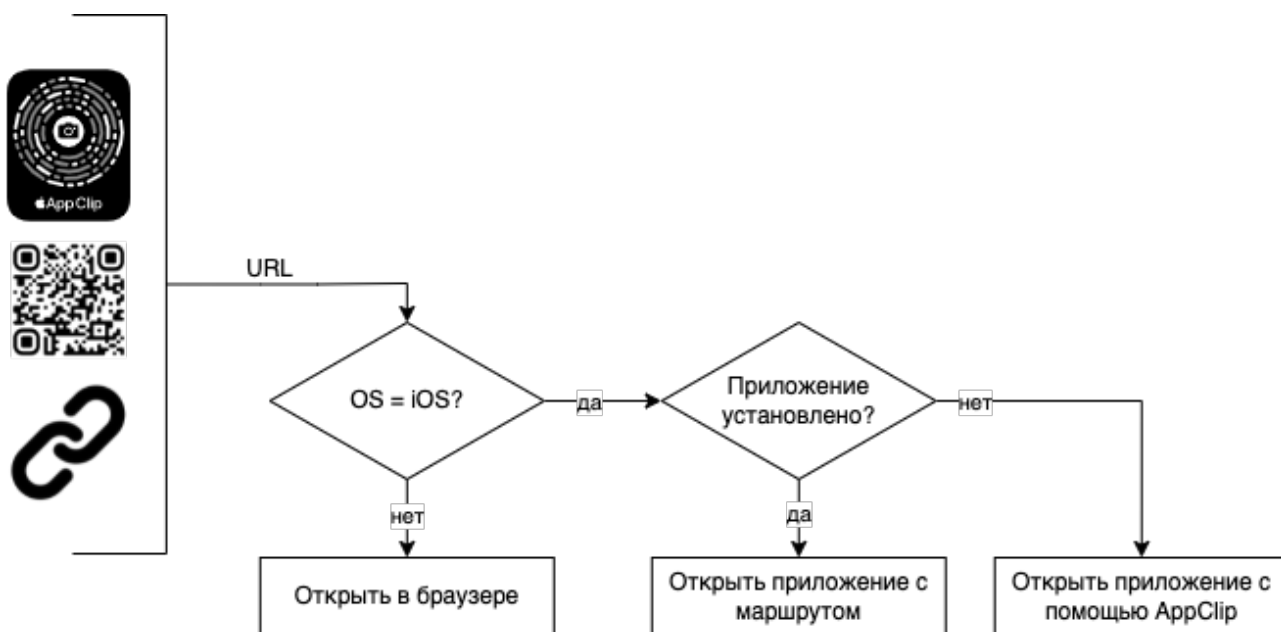 AppClip
URL
OS = iOS?
да
Приложение
установлено?
нет
нет
да
Открыть в браузере
Открыть приложение с
маршрутом
Открыть приложение с
помощью AppClip